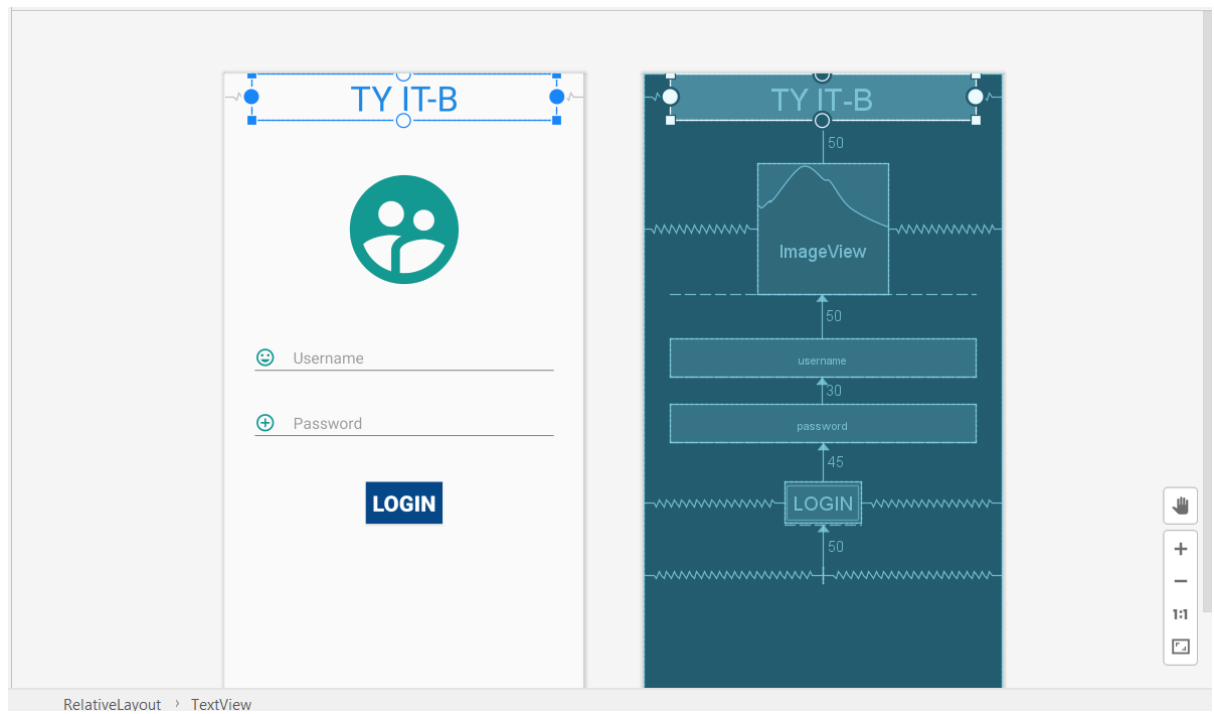 TY IT-B
Username
Password
LOGIN
TY IT-B
50
ImageView
50
username
30
password
45
LOGIN
50
1:1
RelativeLayout > TextView